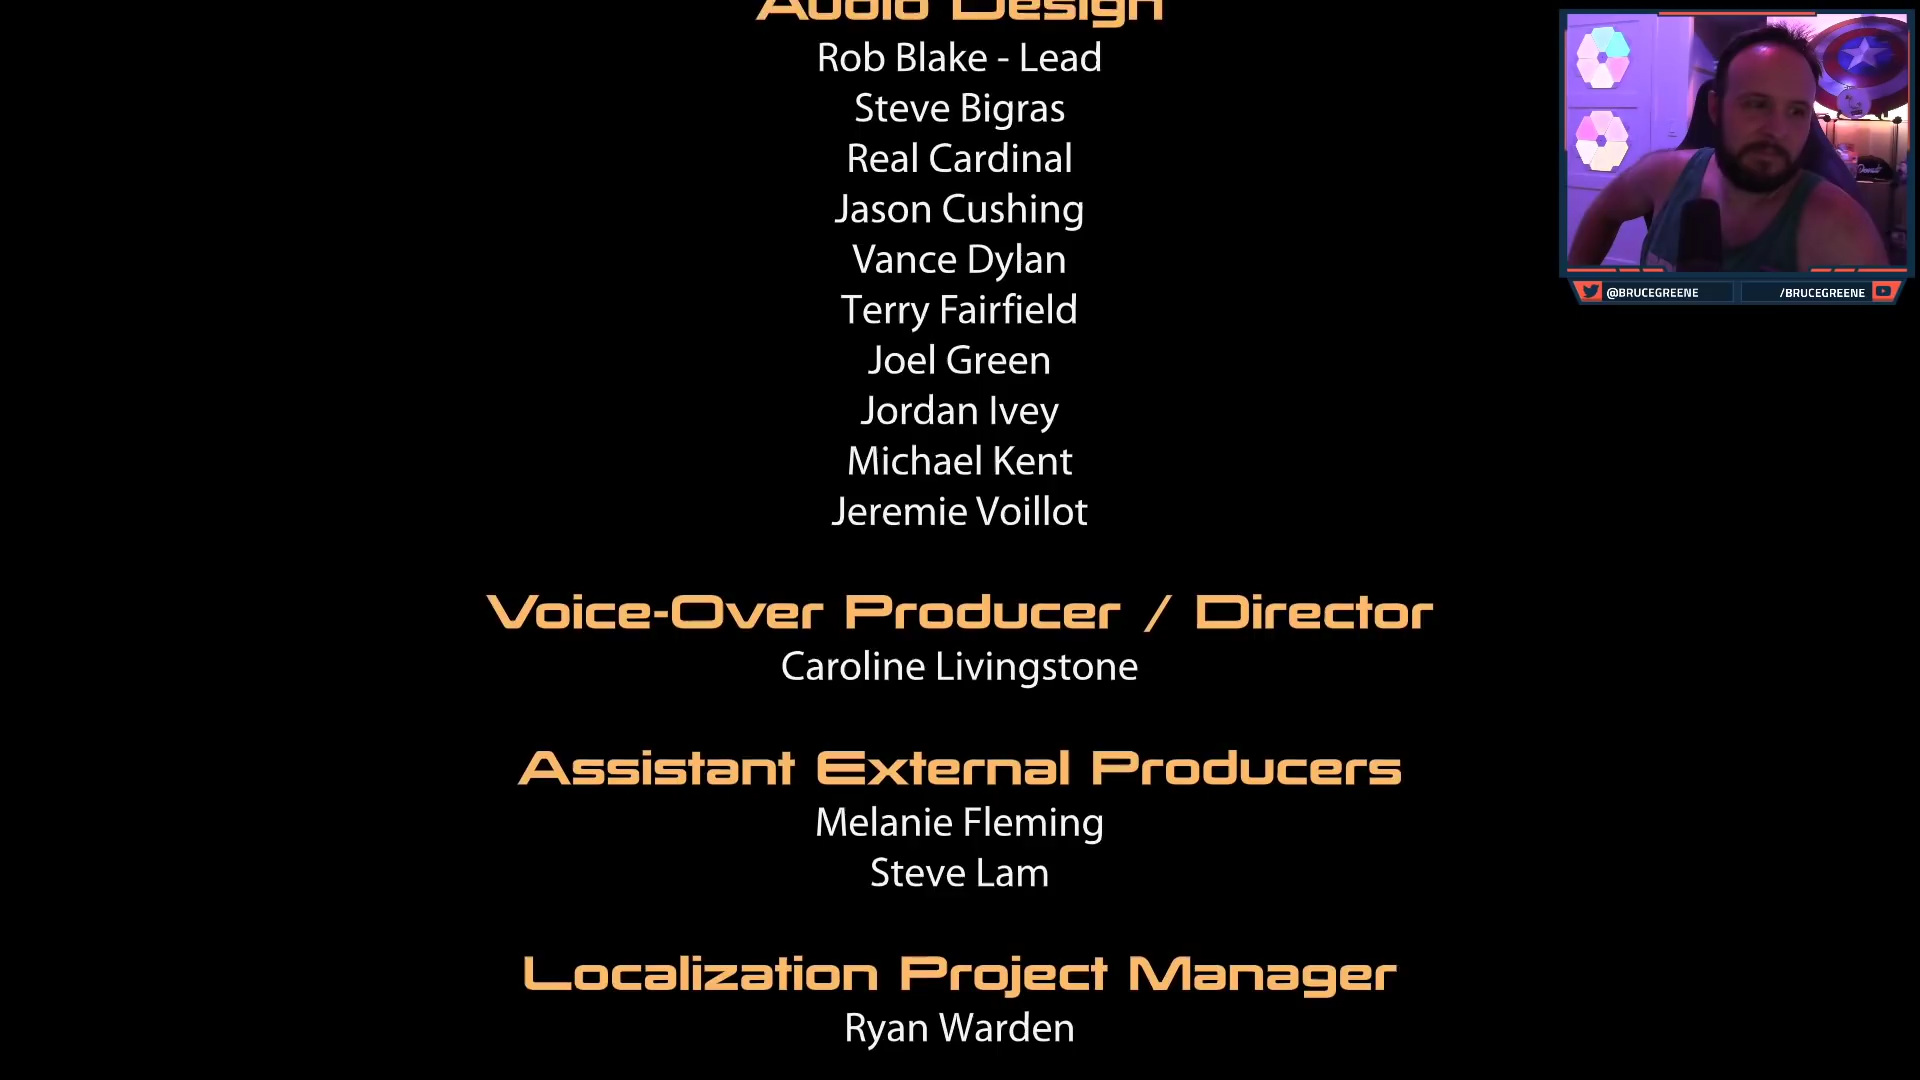 Audio Design
Rob Blake - Lead
Steve Bigras
Real Cardinal
Jason Cushing
Vance Dylan
Terry Fairfield
Joel Green
Jordan Ivey
Michael Kent
Jeremie Voillot
Voice-Over Producer / Director
Caroline Livingstone
Assistant External Producers
Melanie Fleming
Steve Lam
Localization Project Manager
Ryan Warden
@BRUCEGREENE
/BRUCEGREENE